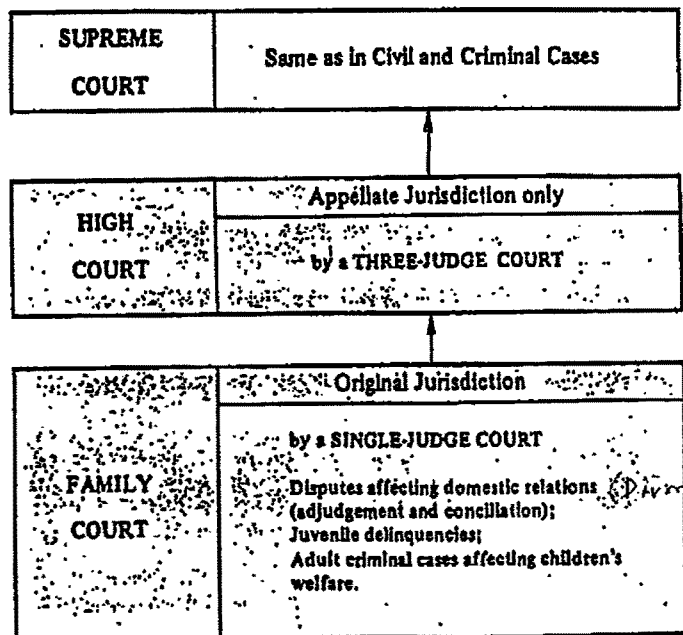 SUPREME
COURT
Same as in Civil and Criminal Cases
HIGH
COURT
Appellate Jurisdiction only
by a THREE-JUDGE COURT
FAMILY
COURT
Original Jurisdiction
by a SINGLE-JUDGE COURT
Disputes affecting domestic relations
(adjudgement and conciliation);
Juvenile delinquencies;
Adult criminal cases affecting children's
welfare.